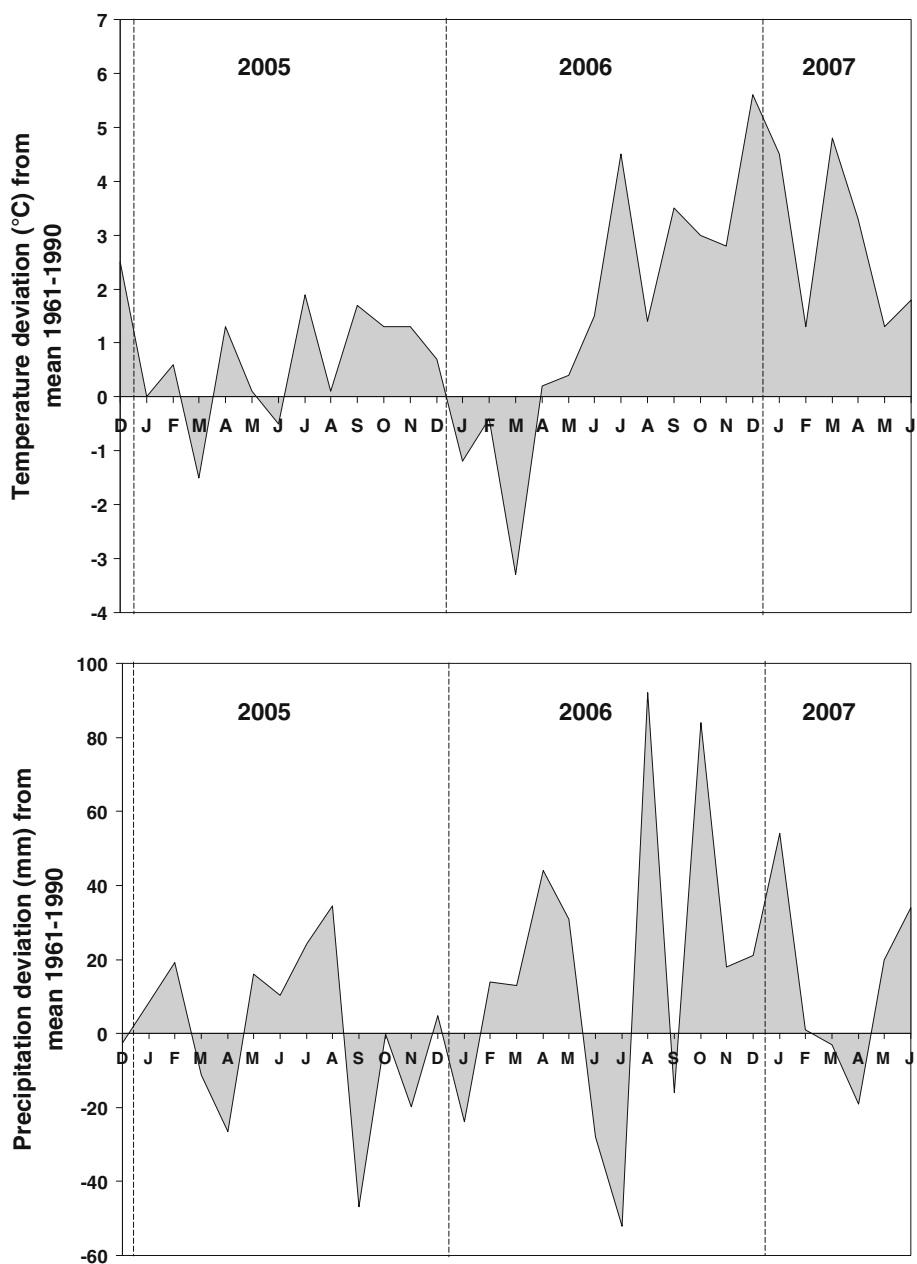 7
6
5
4
3
2
1
0
-1
-2
-3
-4
Temperature deviation (°C) from
mean 1961-1990
2005 2006 2007
D J F M A M J J A S O N D J F M A M J J A S O N D J F M A M J
100
80
60
40
20
0
-20
-40
-60
Precipitation deviation (mm) from
mean 1961-1990
2005 2006 2007
D J F M A M J J A S O N D J F M A M J J A S O N D J F M A M J